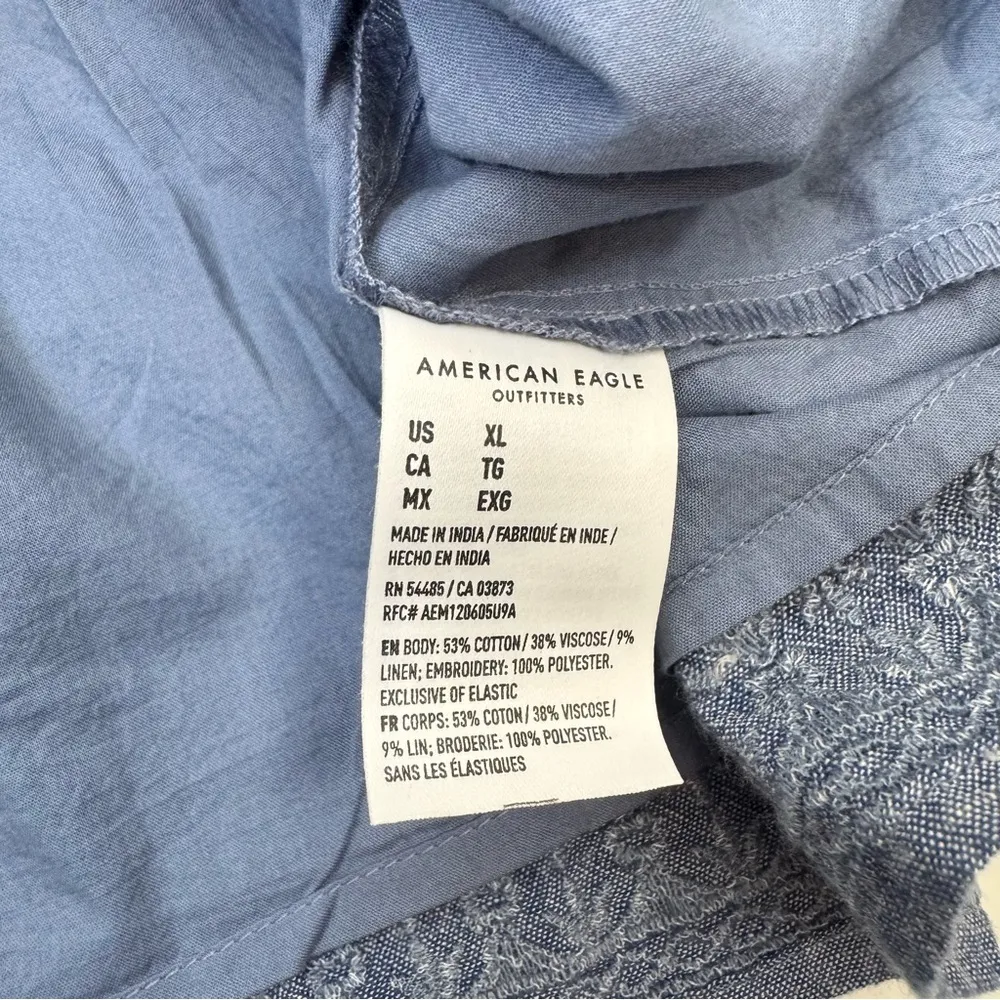 AMERICAN EAGLE
OUTFITTERS
US XL
CA TG
MX EXG
MADE IN INDIA / FABRIQUÉ EN INDE /
HECHO EN INDIA
RN 54485 / CA 03873
RFC# AEM120605U9A
EN BODY: 53% COTTON / 38% VISCOSE / 9%
LINEN; EMBROIDERY: 100% POLYESTER.
EXCLUSIVE OF ELASTIC
FR CORPS: 53% COTON / 38% VISCOSE /
9% LIN; BRODERIE: 100% POLYESTER.
SANS LES ÉLASTIQUES